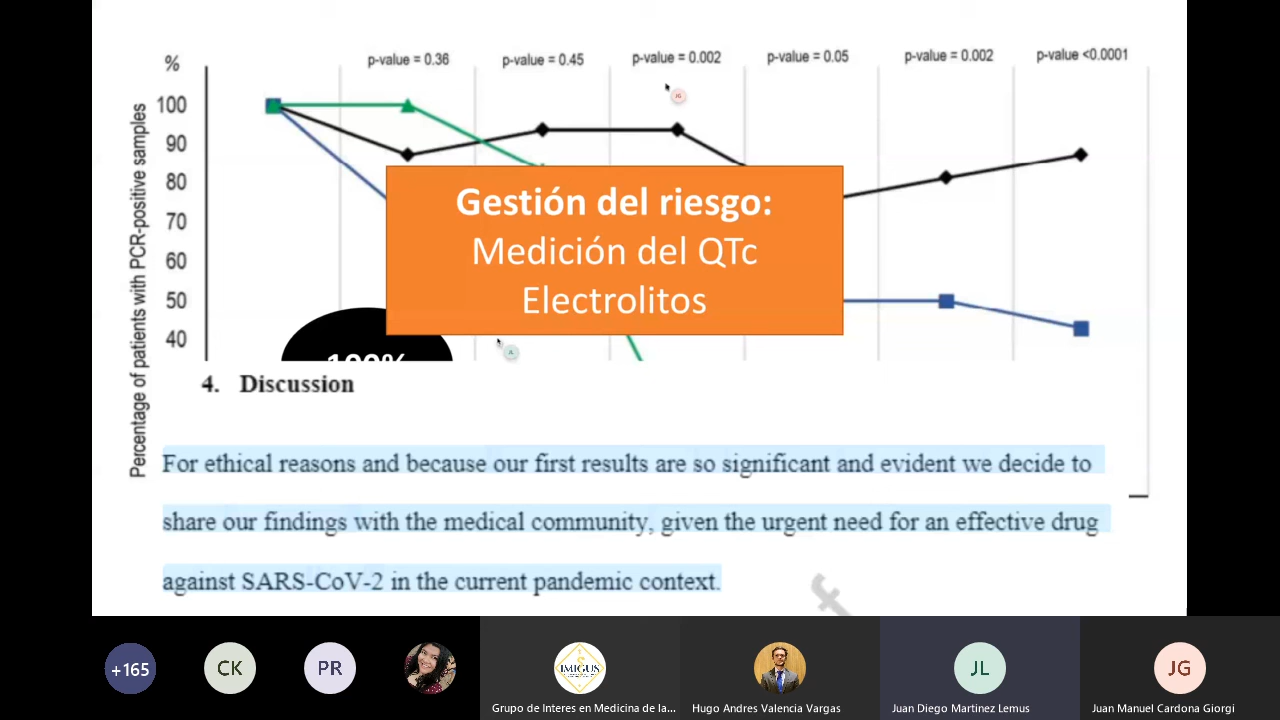 p-value = 0.36
p-value = 0.45
p-value = 0.002
p-value = 0.05
p-value = 0.002
p-value <0.0001
%
100
90
80
70
60
50
40
Percentage of patients with PCR-positive samples
JG
Gestión del riesgo:
Medición del QTc
Electrolitos
JL
100%
4. Discussion
For ethical reasons and because our first results are so significant and evident we decide to
share our findings with the medical community, given the urgent need for an effective drug
against SARS-CoV-2 in the current pandemic context.
f
+165
CK
PR
IMIGUS
JL
JG
Grupo de Interes en Medicina de la...
Hugo Andres Valencia Vargas
Juan Diego Martinez Lemus
Juan Manuel Cardona Giorgi